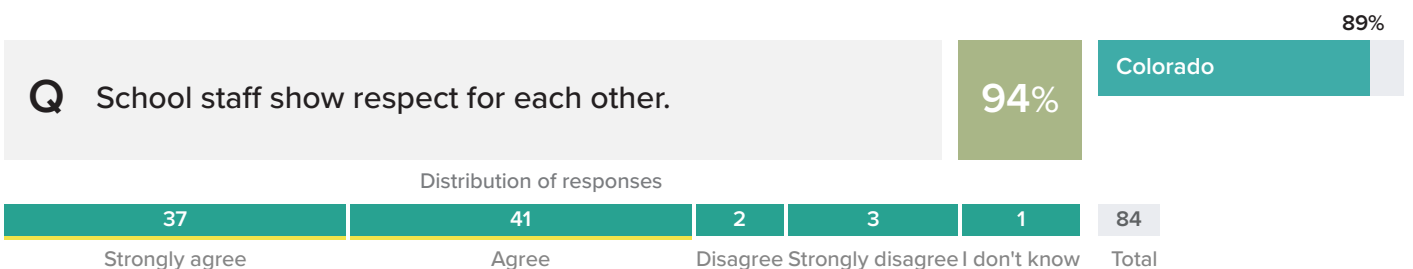 89%
Q School staff show respect for each other.
94%
Colorado
Distribution of responses
37 41 2 3 1 84
Strongly agree Agree Disagree Strongly disagree I don't know Total